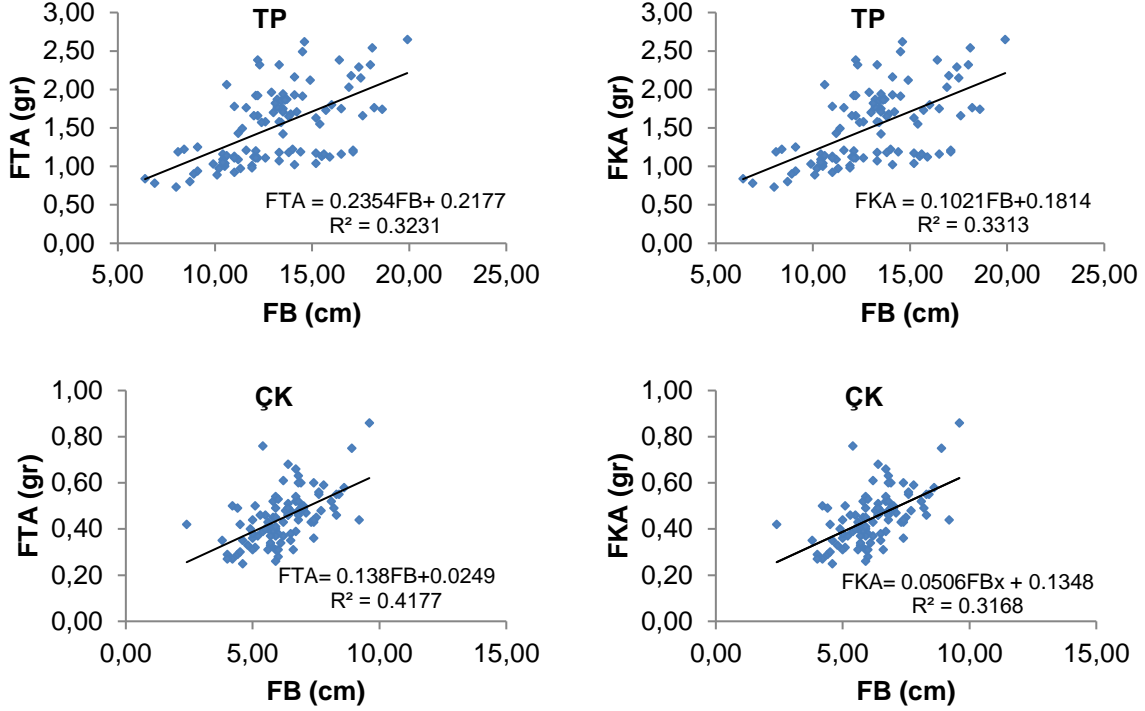 TP
3,00
2,50
2,00
1,50
1,00
0,50
0,00
FTA (gr)
FTA = 0.2354FB+ 0.2177
R² = 0.3231
5,00 10,00 15,00 20,00 25,00
FB (cm)
TP
3,00
2,50
2,00
1,50
1,00
0,50
0,00
FKA (gr)
FKA = 0.1021FB+0.1814
R² = 0.3313
5,00 10,00 15,00 20,00 25,00
FB (cm)
ÇK
1,00
0,80
0,60
0,40
0,20
0,00
FTA (gr)
FTA= 0.138FB+0.0249
R² = 0.4177
0,00 5,00 10,00 15,00
FB (cm)
ÇK
1,00
0,80
0,60
0,40
0,20
0,00
FKA (gr)
FKA= 0.0506FBx + 0.1348
R² = 0.3168
0,00 5,00 10,00 15,00
FB (cm)